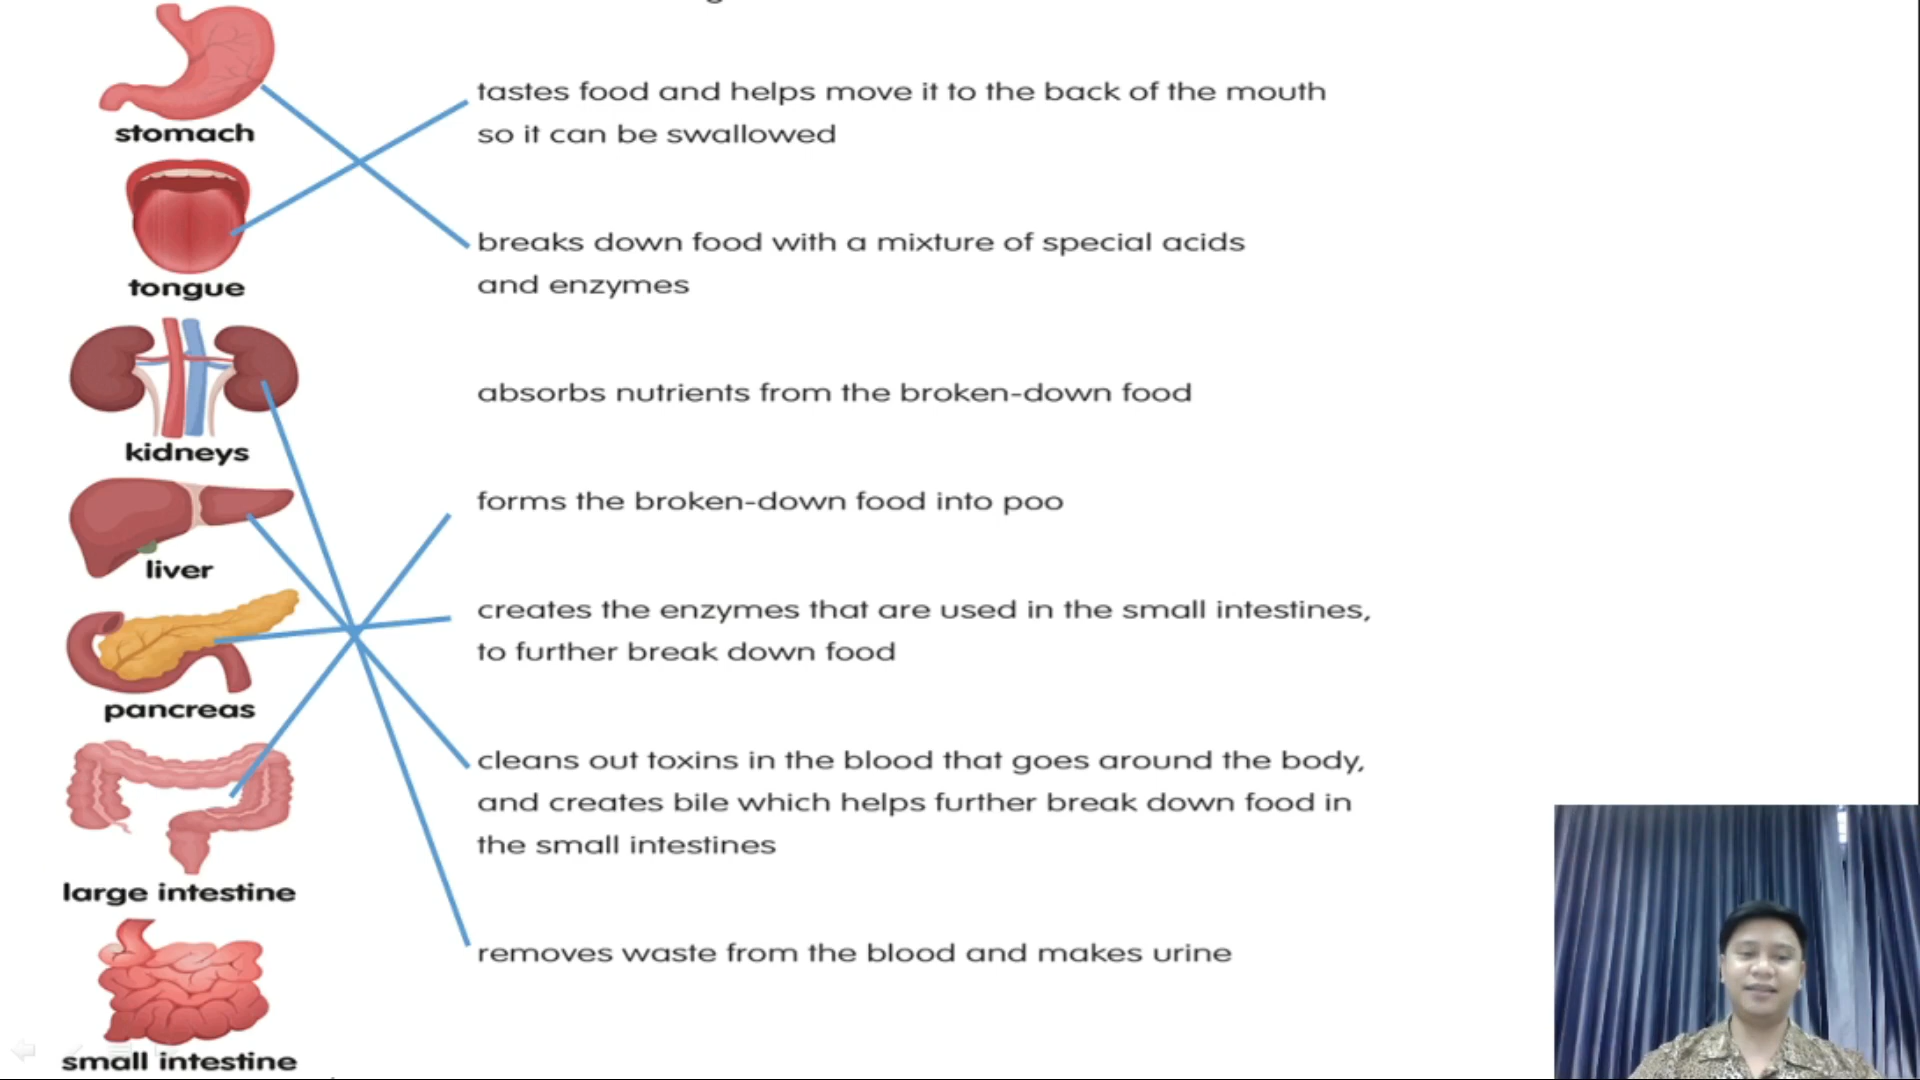 stomach
tastes food and helps move it to the back of the mouth
so it can be swallowed
tongue
breaks down food with a mixture of special acids
and enzymes
kidneys
absorbs nutrients from the broken-down food
liver
forms the broken-down food into poo
pancreas
creates the enzymes that are used in the small intestines,
to further break down food
large intestine
cleans out toxins in the blood that goes around the body,
and creates bile which helps further break down food in
the small intestines
small intestine
removes waste from the blood and makes urine